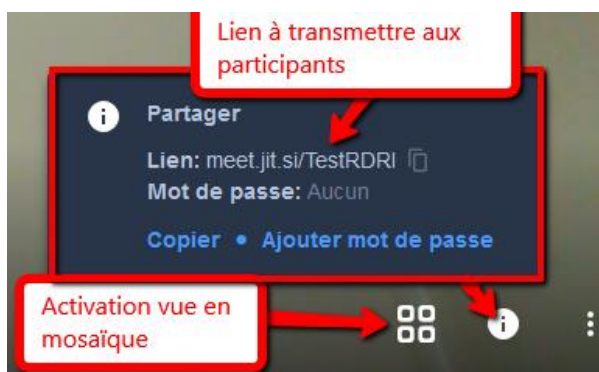 Lien à transmettre aux
participants
Partager
Lien: meet.jit.si/TestRDRI
Mot de passe: Aucun
Copier • Ajouter mot de passe
Activation vue en
mosaïque